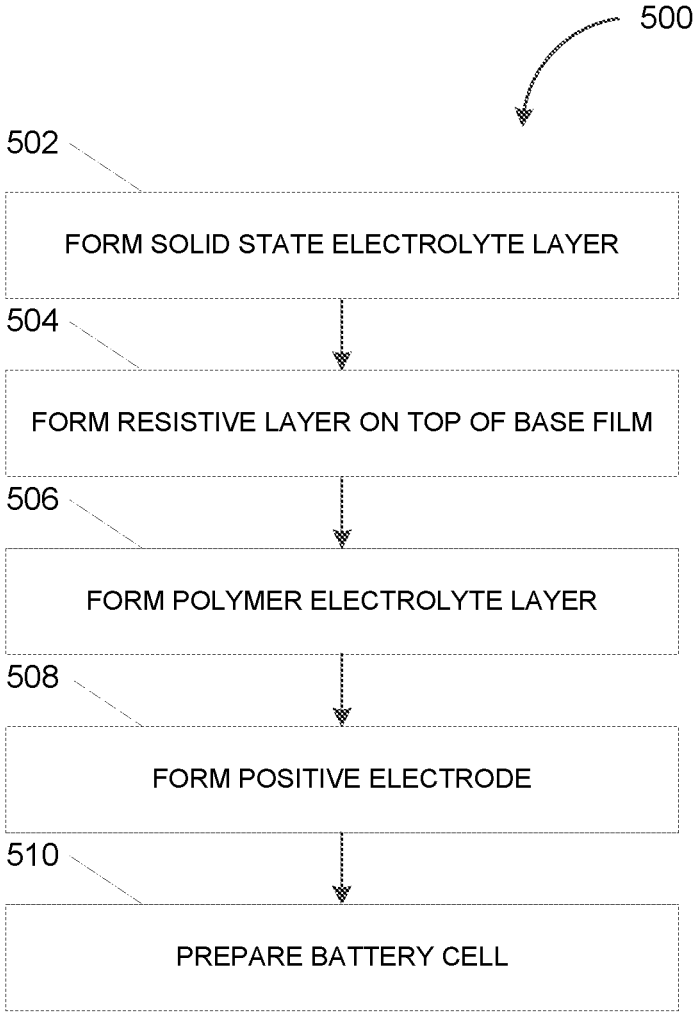 500
502
FORM SOLID STATE ELECTROLYTE LAYER
504
FORM RESISTIVE LAYER ON TOP OF BASE FILM
506
FORM POLYMER ELECTROLYTE LAYER
508
FORM POSITIVE ELECTRODE
510
PREPARE BATTERY CELL